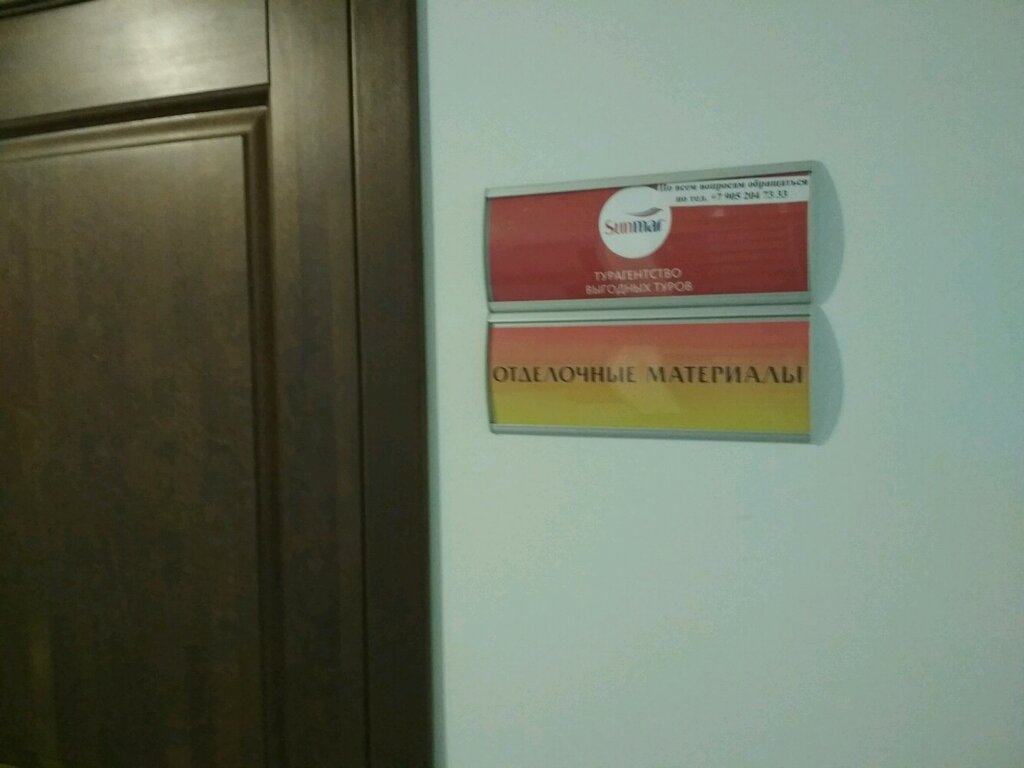 По всем вопросам обращаться
по тел. +7 905 204 73 33
Sunmar
ТУРАГЕНТСТВО
ВЫГОДНЫХ ТУРОВ
ОТДЕЛОЧНЫЕ МАТЕРИАЛЫ